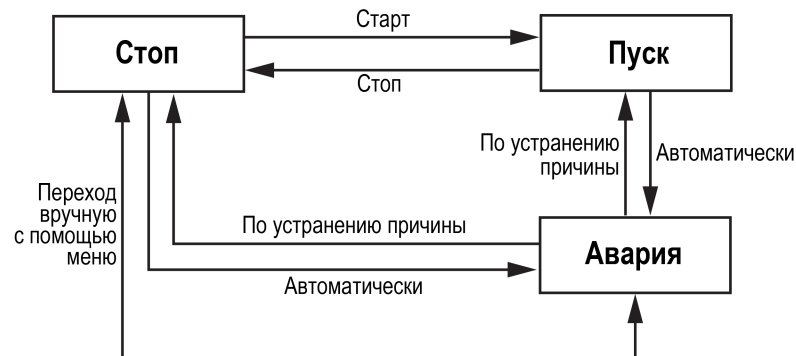 Старт
Стоп
Пуск
Стоп
По устранению
причины
Автоматически
Переход
вручную
с помощью
меню
По устранению причины
Авария
Автоматически